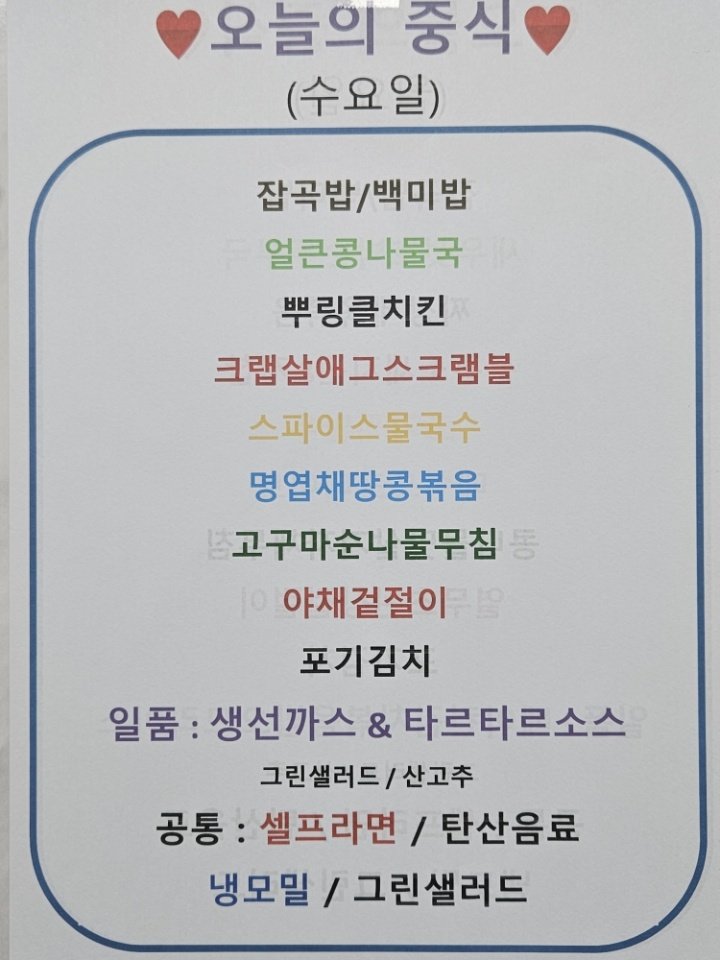 ♥오늘의 중식♥
(수요일)
잡곡밥/백미밥
얼큰콩나물국
뿌링클치킨
크랩살애그스크램블
스파이스물국수
명엽채땅콩볶음
고구마순나물무침
야채겉절이
포기김치
일품 : 생선까스 & 타르타르소스
그린샐러드 / 산고추
공통 : 셀프라면 / 탄산음료
냉모밀 / 그린샐러드